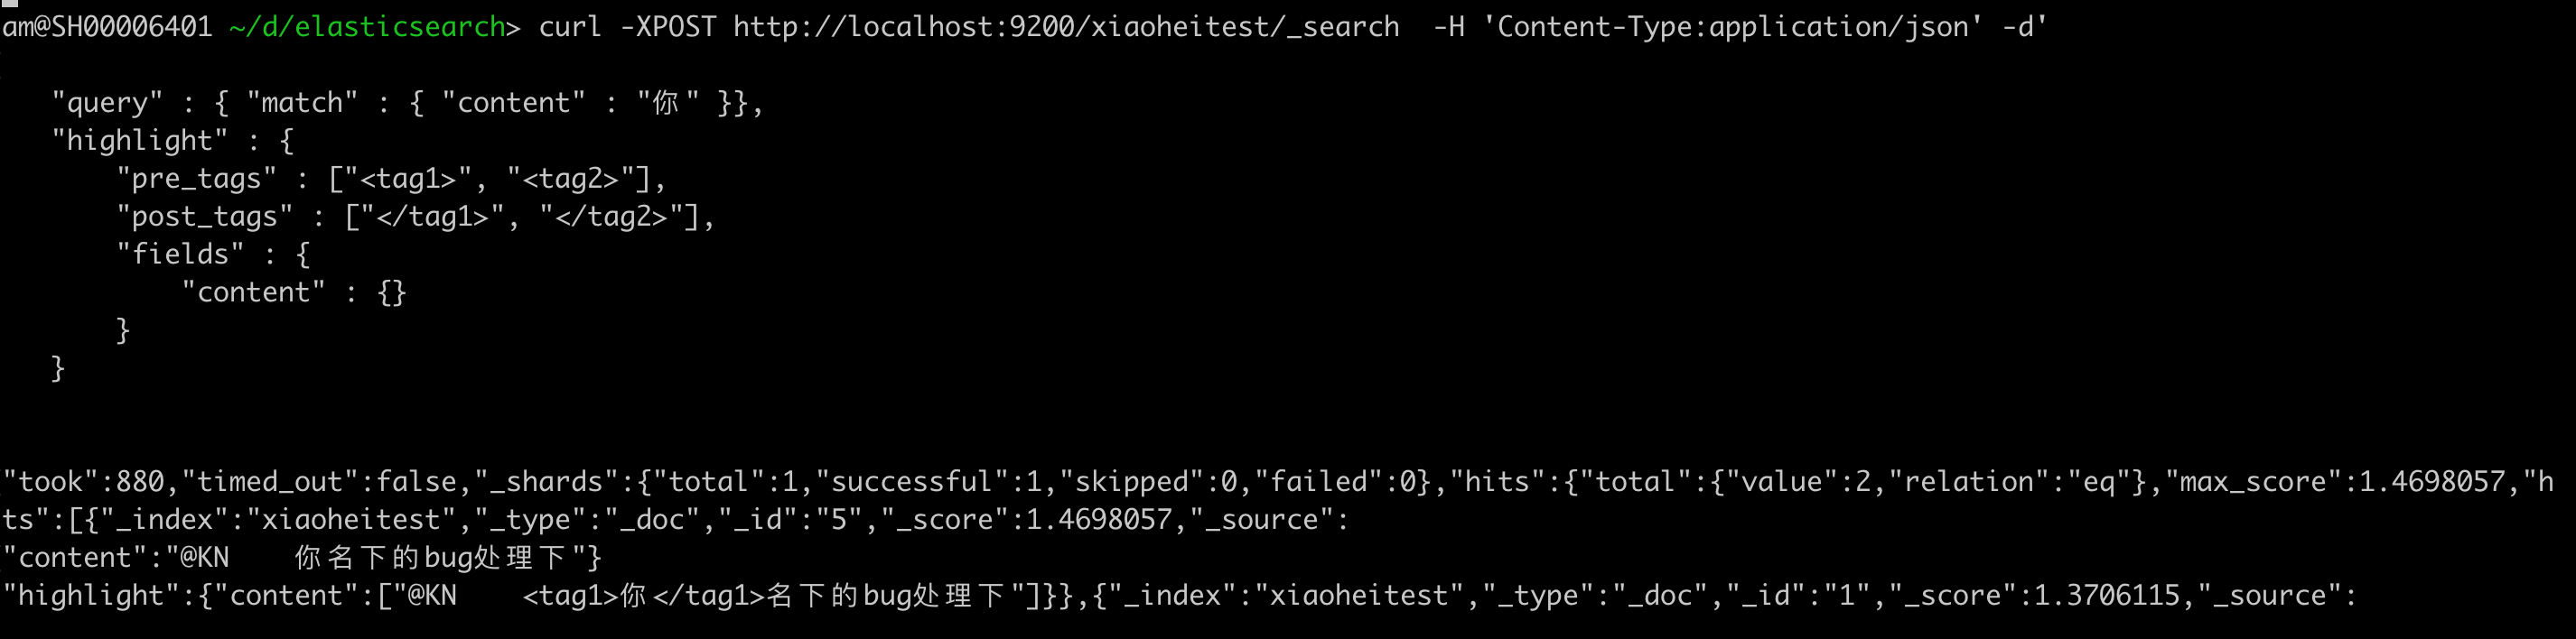 am@SH00006401 ~/d/elasticsearch> curl -XPOST http://localhost:9200/xiaoheitest/_search  -H 'Content-Type:application/json' -d'
"query" : { "match" : { "content" : "你" }},
"highlight" : {
"pre_tags" : ["<tag1>", "<tag2>"],
"post_tags" : ["</tag1>", "</tag2>"],
"fields" : {
"content" : {}
}
}
"took":880,"timed_out":false,"_shards":{"total":1,"successful":1,"skipped":0,"failed":0},"hits":{"total":{"value":2,"relation":"eq"},"max_score":1.4698057,"h
ts":[{"_index":"xiaoheitest","_type":"_doc","_id":"5","_score":1.4698057,"_source":
"content":"@KN    你名下的bug处理下"}
"highlight":{"content":["@KN    <tag1>你</tag1>名下的bug处理下"]}},{"_index":"xiaoheitest","_type":"_doc","_id":"1","_score":1.3706115,"_source":